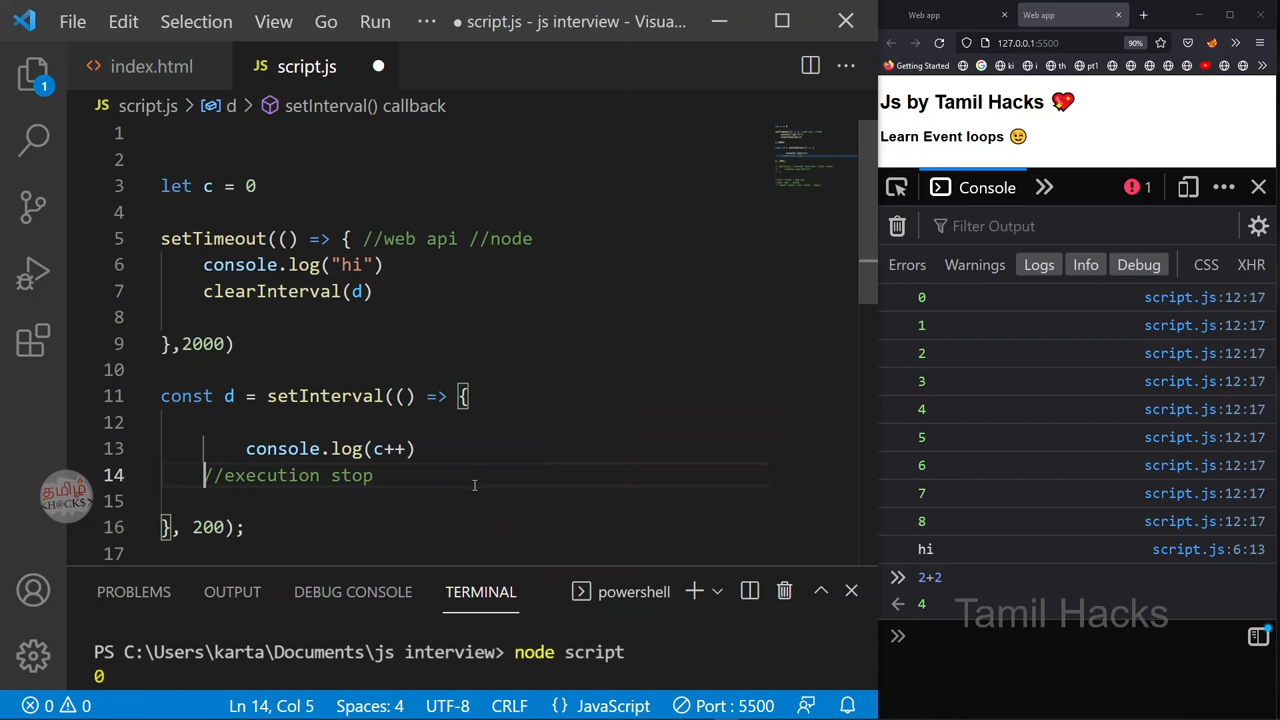 File Edit Selection View Go Run ··· ● script.js - js interview - Visua...
index.html
JS script.js
JS script.js > d > setInterval() callback
1
2
3 let c = 0
4
5 setTimeout(() => { //web api //node
6 console.log("hi")
7 clearInterval(d)
8
9 },2000)
10
11 const d = setInterval(() => {
12
13 console.log(c++)
14 //execution stop
15
16 }, 200);
17
தமிழ்
<HACKS>
PROBLEMS OUTPUT DEBUG CONSOLE TERMINAL powershell
PS C:\Users\karta\Documents\js interview> node script
0
0 0 Ln 14, Col 5 Spaces: 4 UTF-8 CRLF {} JavaScript Port : 5500
1
Web app
Web app
127.0.0.1:5500 90%
Getting Started ki i th pt1
Js by Tamil Hacks 💖
Learn Event loops 😉
Console 1
Filter Output
Errors Warnings Logs Info Debug CSS XHR
0 script.js:12:17
1 script.js:12:17
2 script.js:12:17
3 script.js:12:17
4 script.js:12:17
5 script.js:12:17
6 script.js:12:17
7 script.js:12:17
8 script.js:12:17
hi script.js:6:13
2+2
4
Tamil Hacks